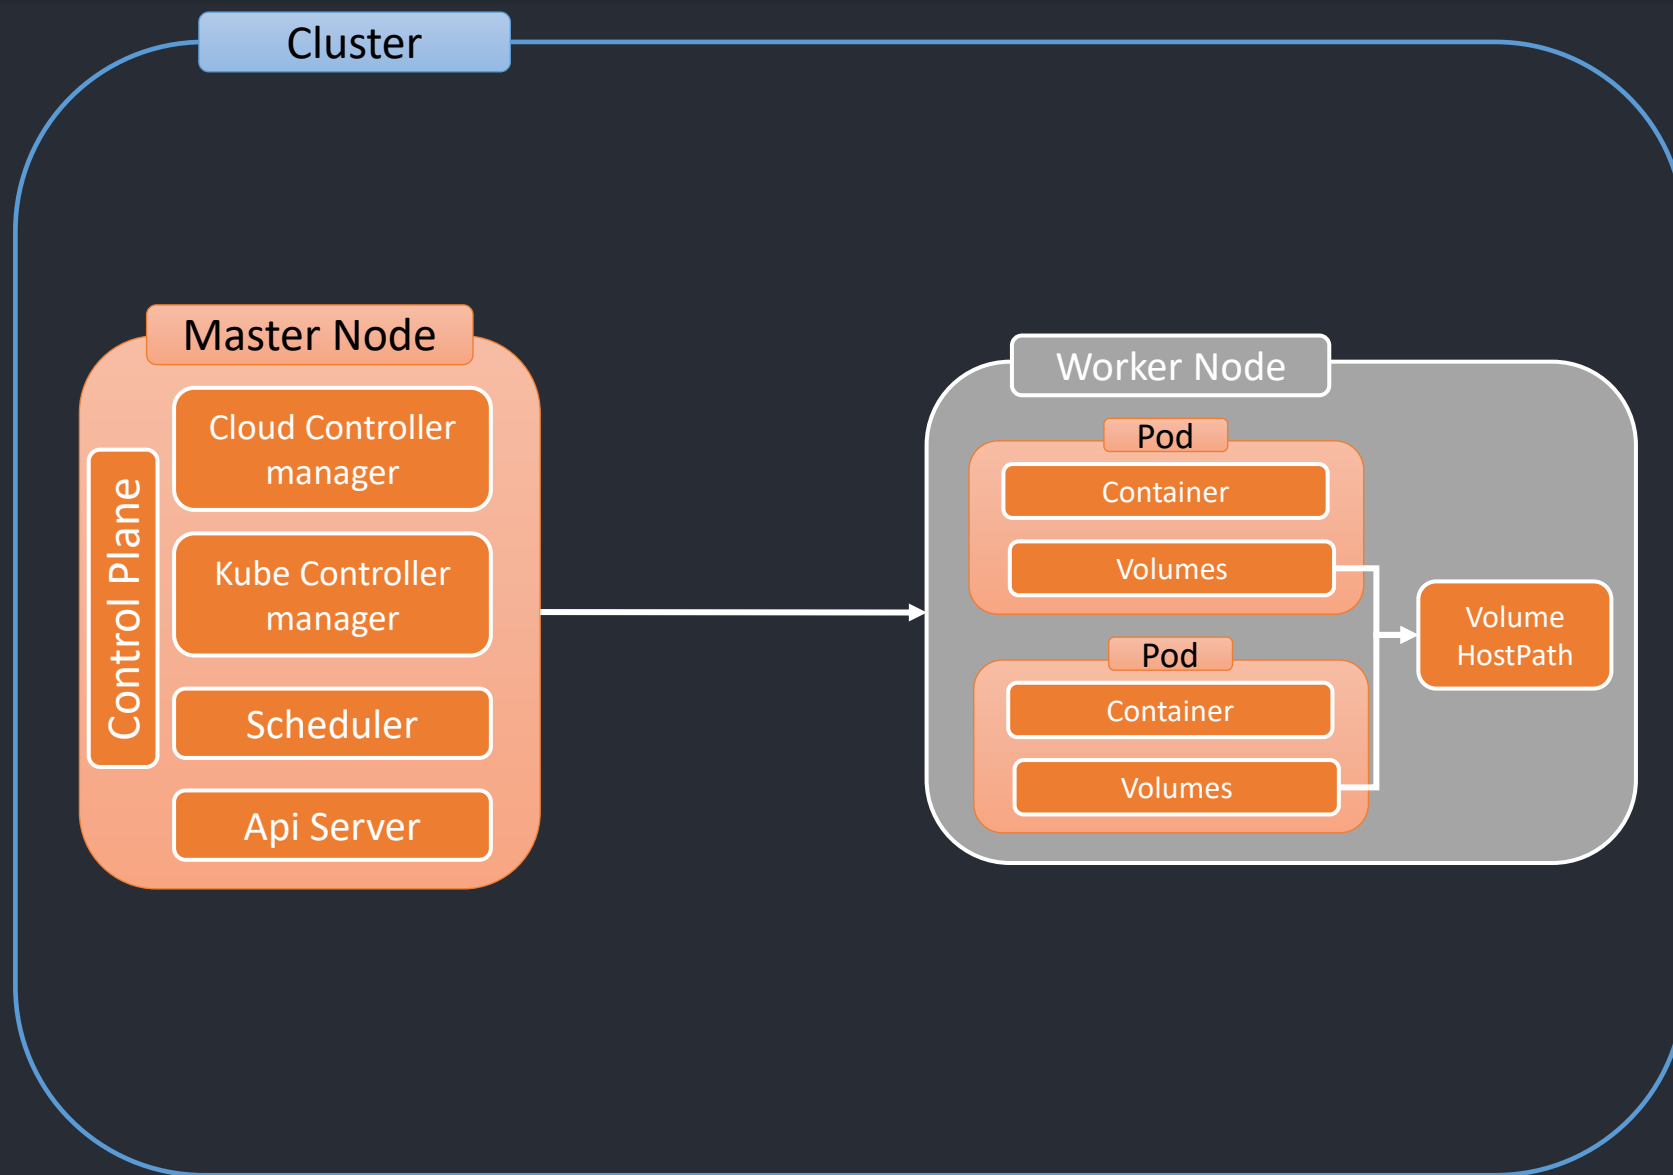 Cluster
Master Node
Control Plane
Cloud Controller
manager
Kube Controller
manager
Scheduler
Api Server
Worker Node
Pod
Container
Volumes
Pod
Container
Volumes
Volume
HostPath